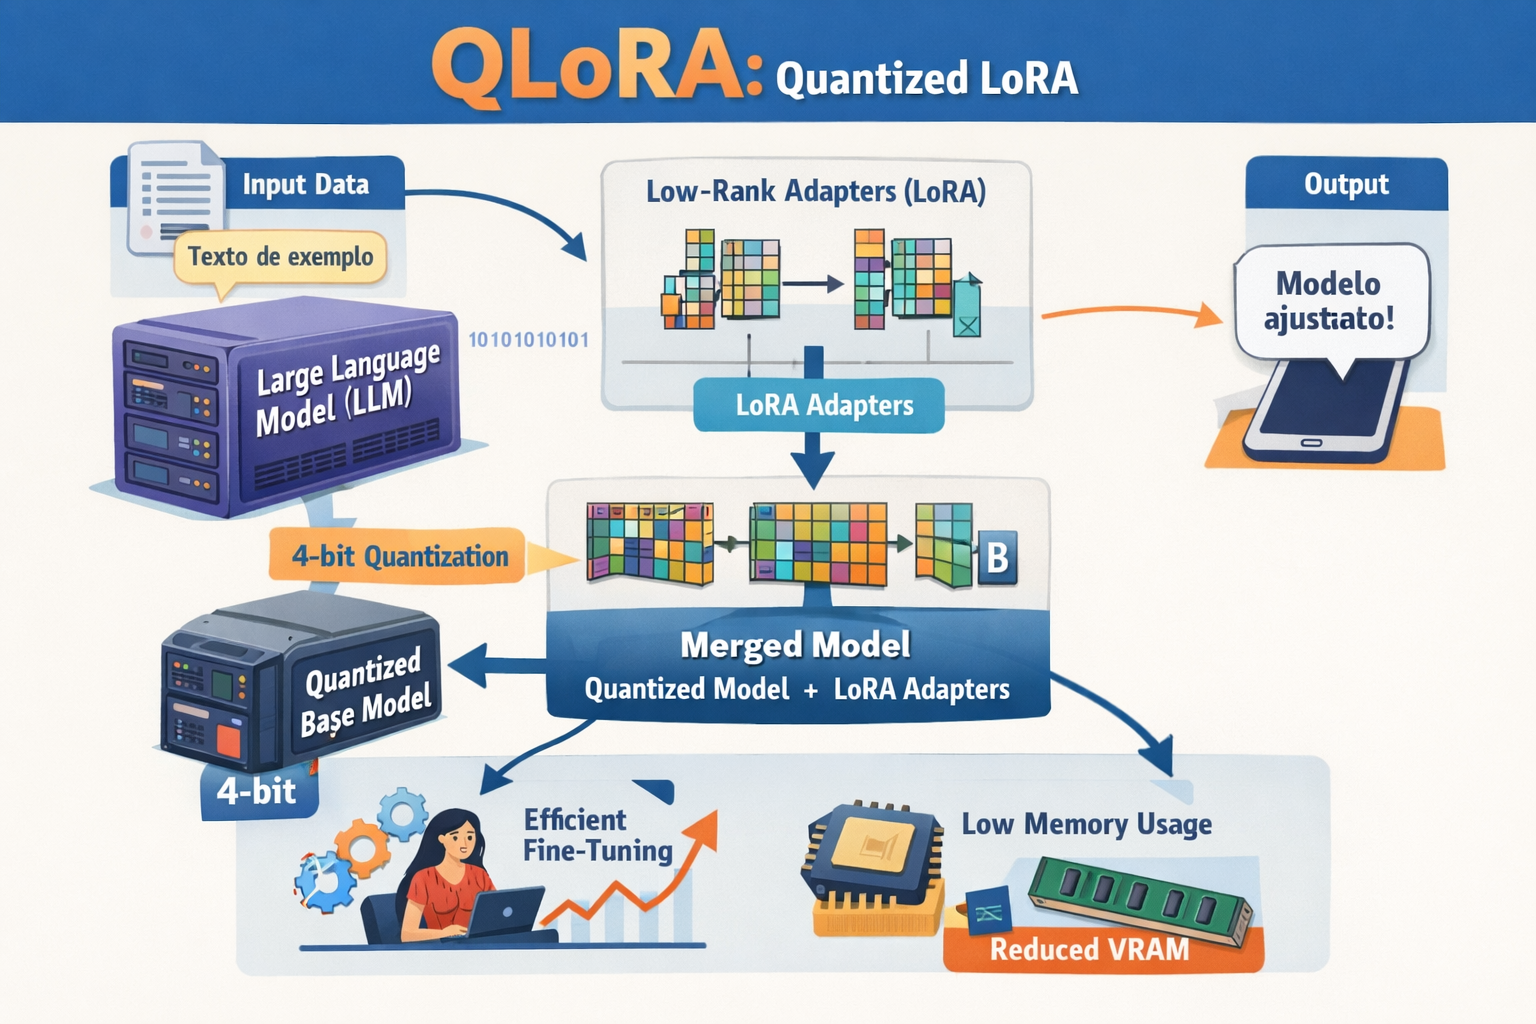 QLoRA: Quantized LoRA
Input Data
Texto de exemplo
Large Language
Model (LLM)
10101010101
Low-Rank Adapters (LoRA)
LoRA Adapters
Output
Modelo
4-bit Quantization
B
Merged Model
Quantized Model + LoRA Adapters
Quantized
Base Model
4-bit
Efficient
Fine-Tuning
Low Memory Usage
Reduced VRAM